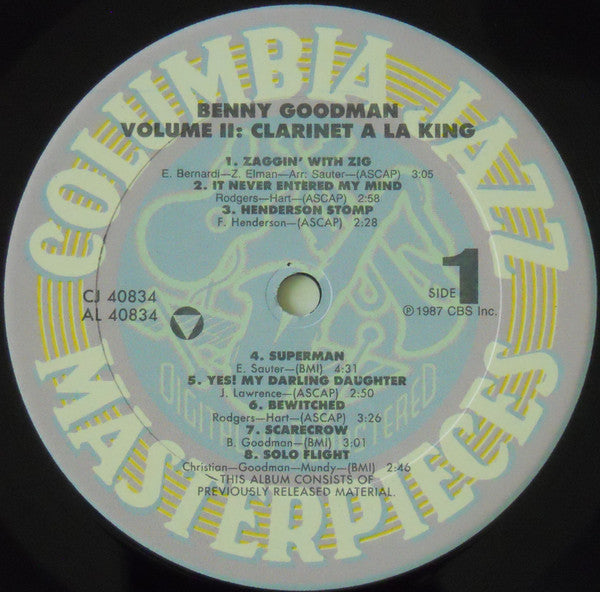 COLUMBIA JAZZ
BENNY GOODMAN
VOLUME II: CLARINET A LA KING
1. ZAGGIN' WITH ZIG
E. Bernardi—Z. Elman—Arr: Sauter—(ASCAP) 3:05
2. IT NEVER ENTERED MY MIND
Rodgers—Hart—(ASCAP) 2:58
3. HENDERSON STOMP
F. Henderson—(ASCAP) 2:28
CJ 40834
AL 40834
SIDE 1
℗1987 CBS Inc.
4. SUPERMAN
E. Sauter—(BMI) 4:31
5. YES! MY DARLING DAUGHTER
J. Lawrence—(ASCAP) 2:50
6. BEWITCHED
Rodgers—Hart—(ASCAP) 3:26
7. SCARECROW
B. Goodman—(BMI) 3:01
8. SOLO FLIGHT
Christian—Goodman—Mundy—(BMI) 2:46
—THIS ALBUM CONSISTS OF
PREVIOUSLY RELEASED MATERIAL.
MASTERPIECES